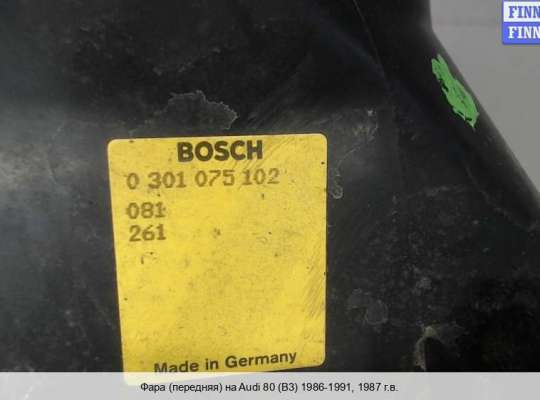 FINN
FINN
BOSCH
0 301 075 102
081
261
Made in Germany
Фара (передняя) на Audi 80 (B3) 1986-1991, 1987 г.в.